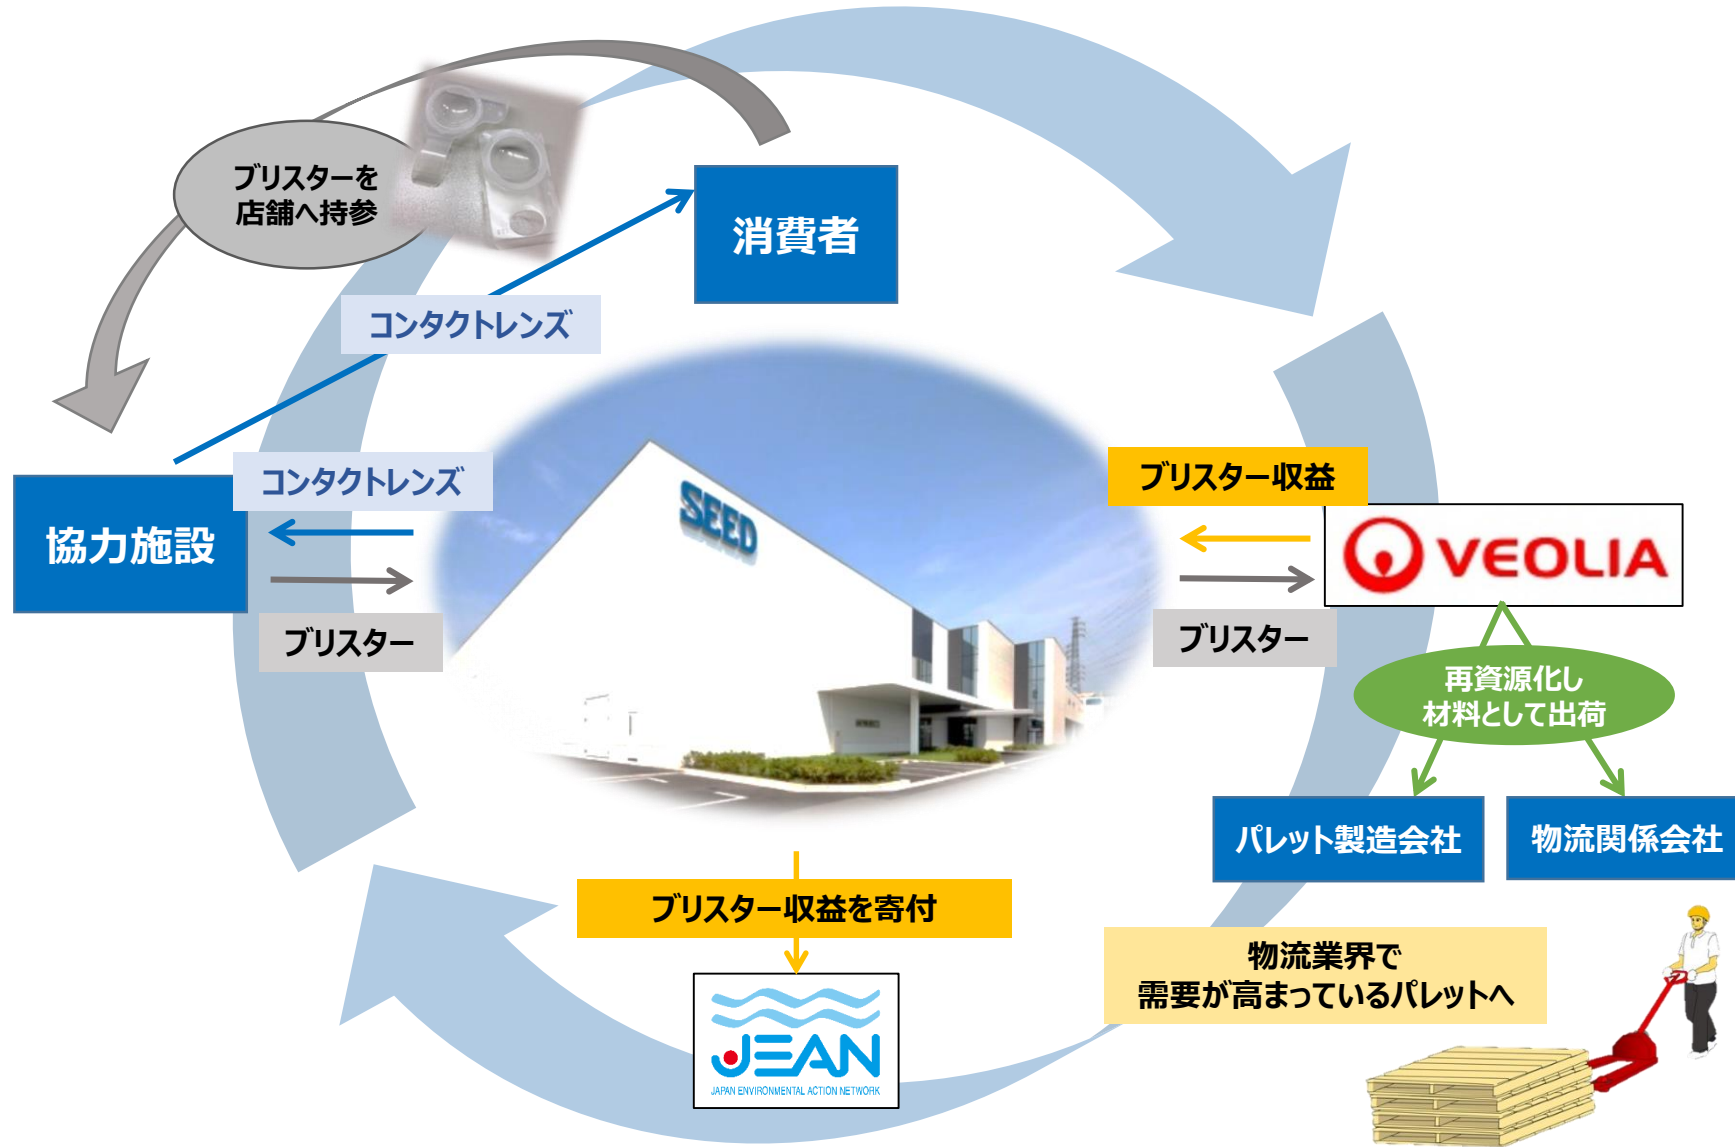 ブリスターを
店舗へ持参
消費者
コンタクトレンズ
コンタクトレンズ
協力施設
ブリスター
SEED
ブリスター収益
VEOLIA
ブリスター
再資源化し
材料として出荷
パレット製造会社
物流関係会社
ブリスター収益を寄付
物流業界で
需要が高まっているパレットへ
JEAN
JAPAN ENVIRONMENTAL ACTION NETWORK